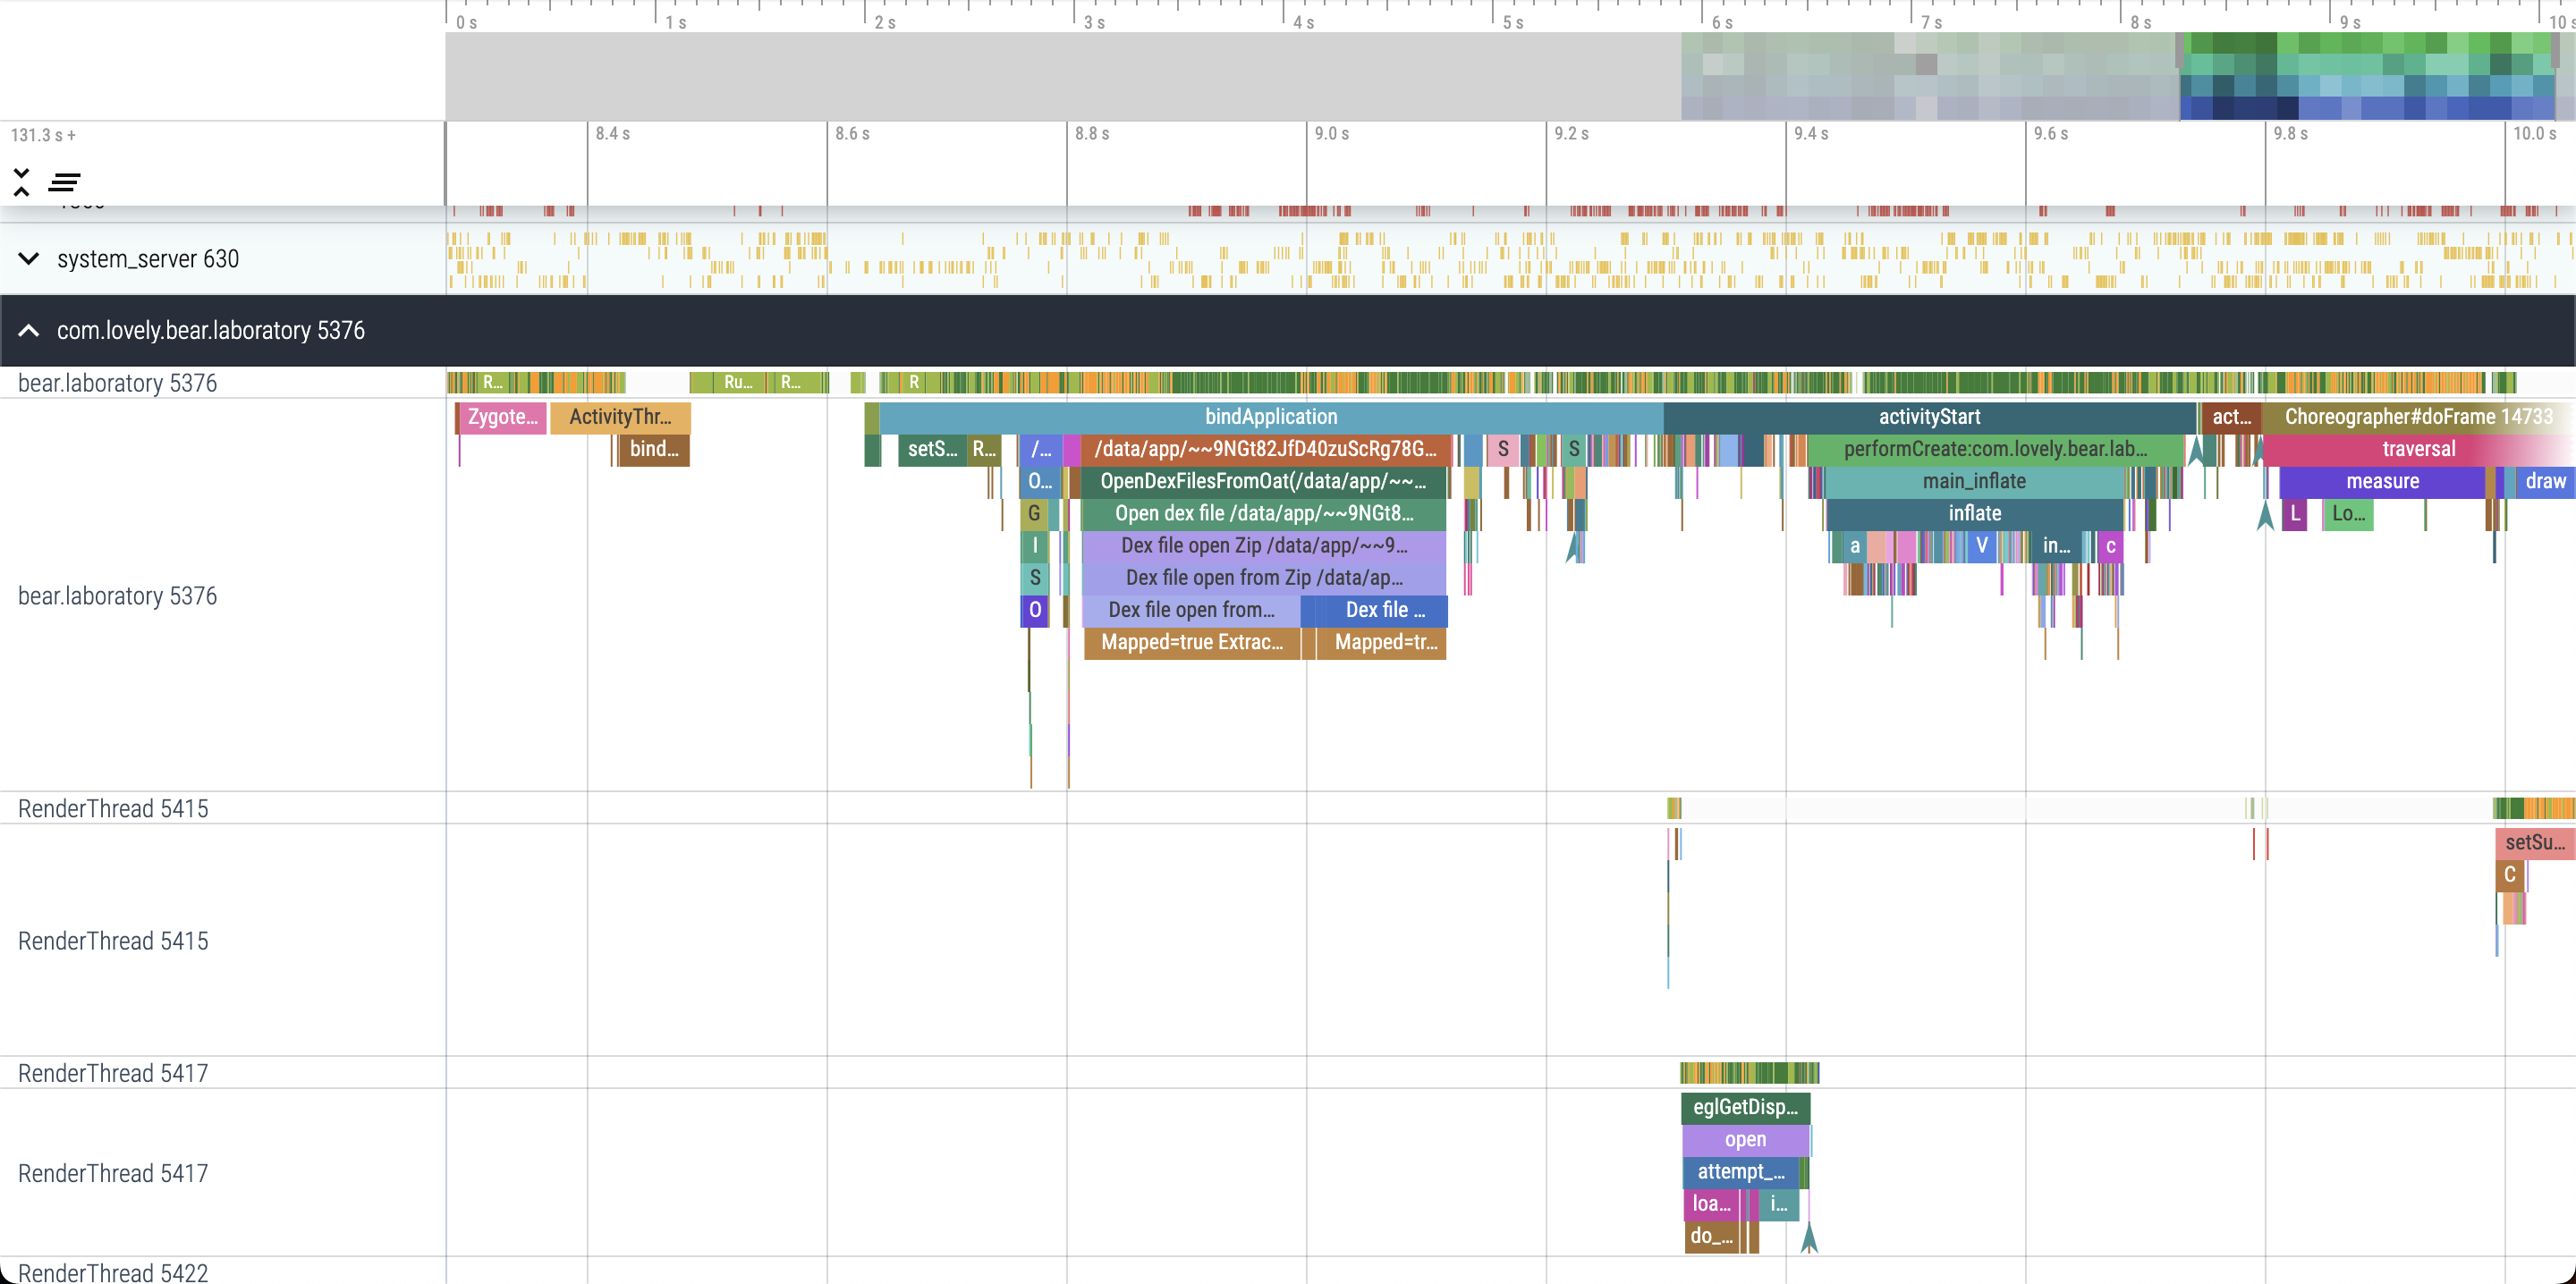 0 s 1 s 2 s 3 s 4 s 5 s 6 s 7 s 8 s 9 s 10 s
131.3 s + 8.4 s 8.6 s 8.8 s 9.0 s 9.2 s 9.4 s 9.6 s 9.8 s 10.0 s
system_server 630
com.lovely.bear.laboratory 5376
bear.laboratory 5376 R... Ru... R... R
Zygote... ActivityThr... bindApplication activityStart act... Choreographer#doFrame 14733
bind... setS... R... /... /data/app/~~9NGt82JfD40zuScRg78G... S S performCreate:com.lovely.bear.lab... traversal
O... OpenDexFilesFromOat(/data/app/~~... main_inflate measure draw
G Open dex file /data/app/~~9NGt8... inflate L Lo...
I Dex file open Zip /data/app/~~9... a V in... c
S Dex file open from Zip /data/ap...
bear.laboratory 5376
O Dex file open from... Dex file ...
Mapped=true Extrac... Mapped=tr...
RenderThread 5415
setSu...
C
RenderThread 5415
RenderThread 5417
eglGetDisp...
open
RenderThread 5417 attempt_...
loa... i...
do_...
RenderThread 5422